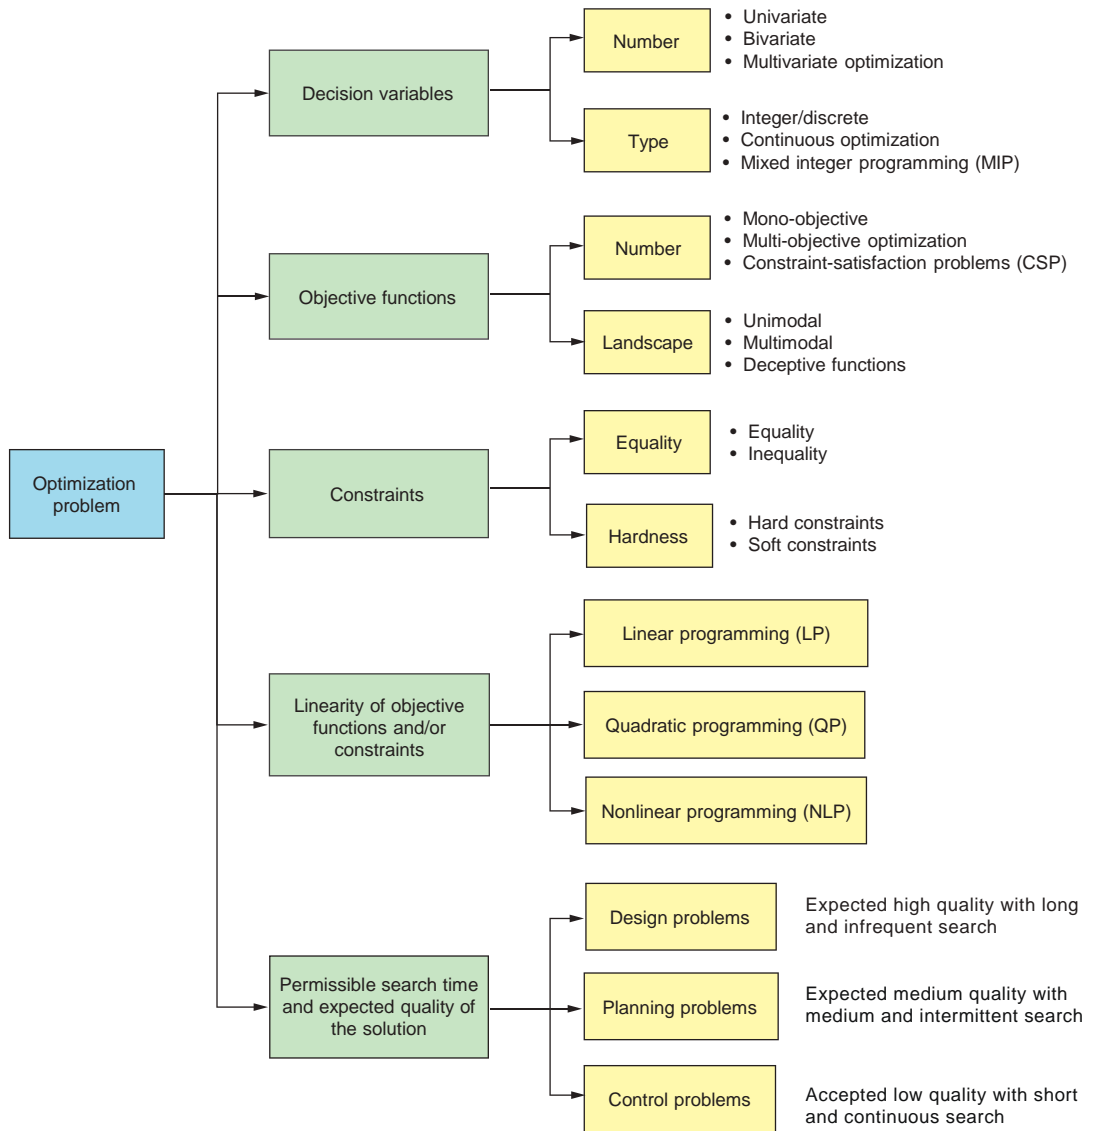 Number
• Univariate
• Bivariate
• Multivariate optimization
Decision variables
Type
• Integer/discrete
• Continuous optimization
• Mixed integer programming (MIP)
Number
• Mono-objective
• Multi-objective optimization
• Constraint-satisfaction problems (CSP)
Objective functions
Landscape
• Unimodal
• Multimodal
• Deceptive functions
Equality
• Equality
• Inequality
Optimization
problem
Constraints
Hardness
• Hard constraints
• Soft constraints
Linear programming (LP)
Linearity of objective
functions and/or
constraints
Quadratic programming (QP)
Nonlinear programming (NLP)
Design problems
Expected high quality with long
and infrequent search
Permissible search time
and expected quality of
the solution
Planning problems
Expected medium quality with
medium and intermittent search
Control problems
Accepted low quality with short
and continuous search